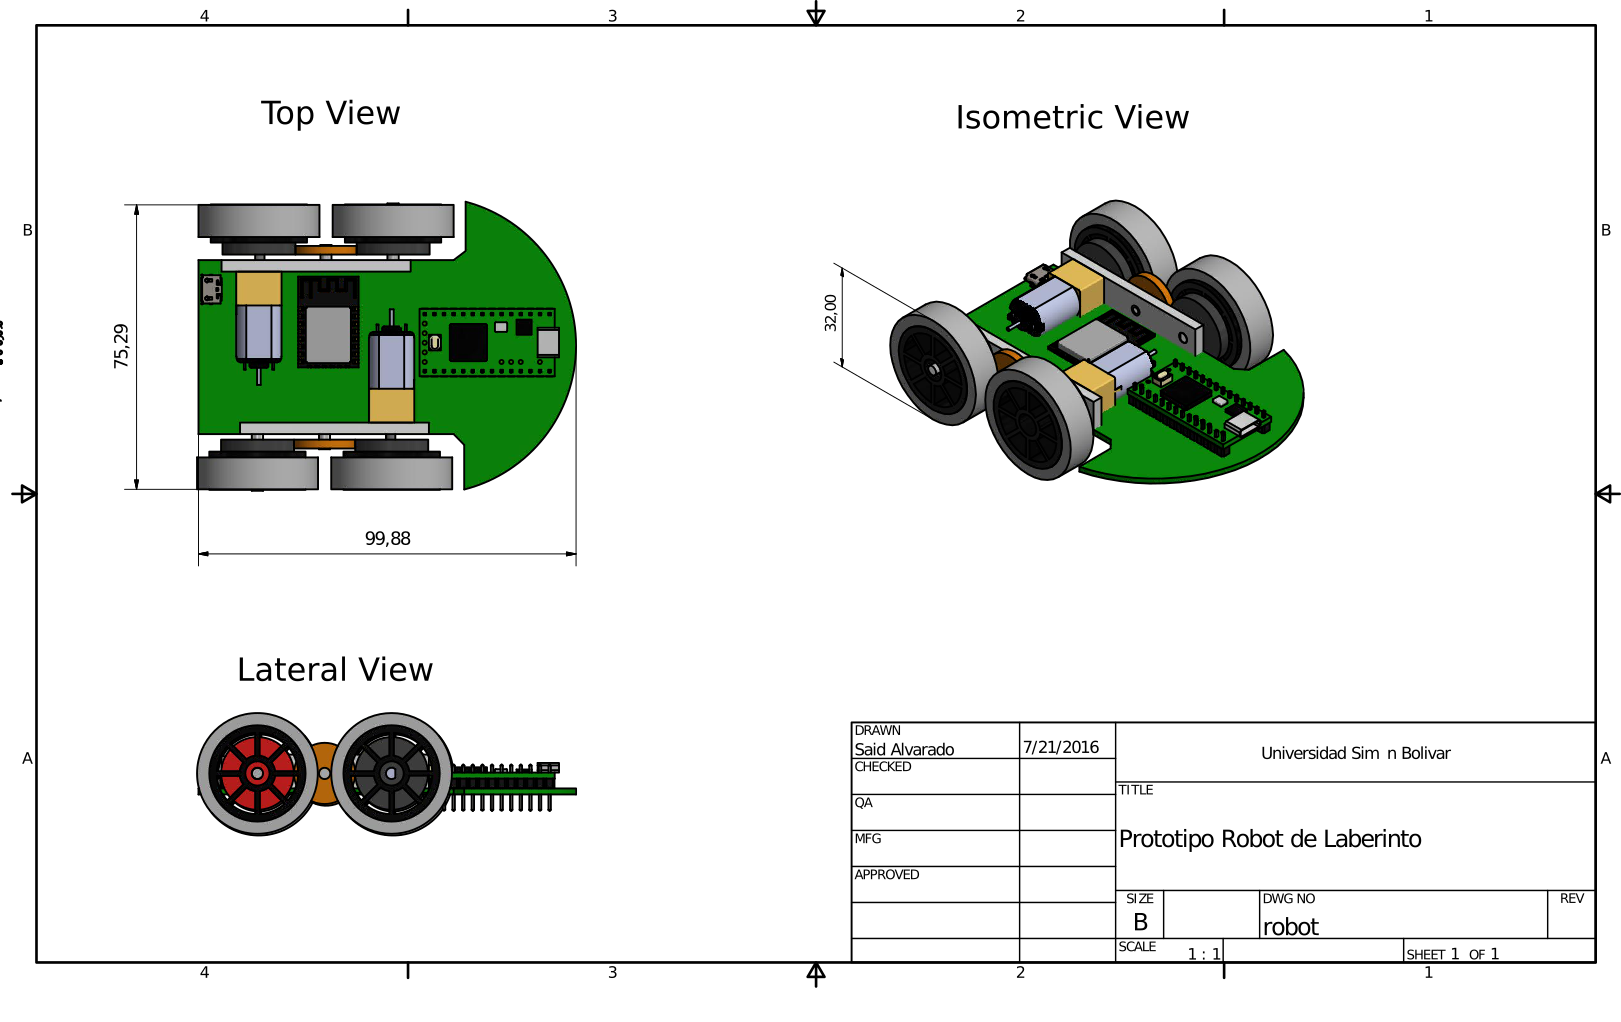 4 3 2 1
Top View
Isometric View
B B
75,29
32,00
99,88
Lateral View
A A
DRAWN
Said Alvarado 7/21/2016
CHECKED
QA
MFG
APPROVED
Universidad Sim n Bolivar
TITLE
Prototipo Robot de Laberinto
SIZE
B
DWG NO
robot
REV
SCALE
1 : 1
SHEET 1 OF 1
4 3 2 1